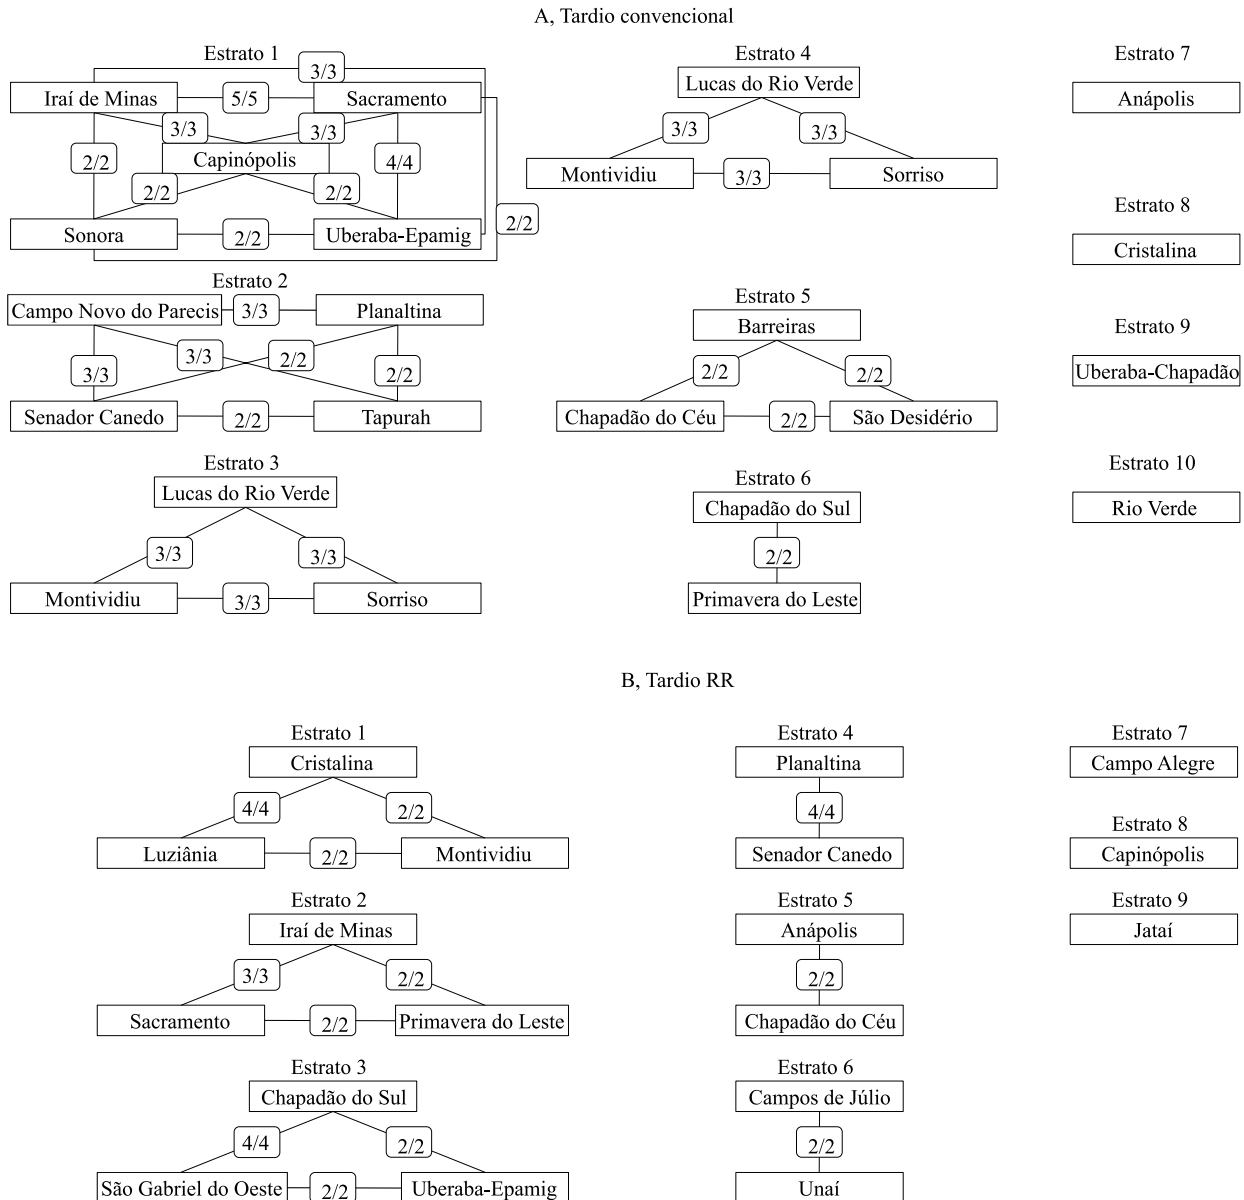 A, Tardio convencional
Estrato 1
3/3
Iraí de Minas
5/5
Sacramento
3/3
3/3
2/2
Capinópolis
4/4
2/2
2/2
2/2
Sonora
2/2
Uberaba-Epamig
Estrato 2
Campo Novo do Parecis
3/3
Planaltina
3/3
3/3
2/2
2/2
Senador Canedo
2/2
Tapurah
Estrato 3
Lucas do Rio Verde
3/3
3/3
Montividiu
3/3
Sorriso
Estrato 4
Lucas do Rio Verde
3/3
3/3
Montividiu
3/3
Sorriso
Estrato 5
Barreiras
2/2
2/2
Chapadão do Céu
2/2
São Desidério
Estrato 6
Chapadão do Sul
2/2
Primavera do Leste
Estrato 7
Anápolis
Estrato 8
Cristalina
Estrato 9
Uberaba-Chapadão
Estrato 10
Rio Verde
B, Tardio RR
Estrato 1
Cristalina
4/4
2/2
Luziânia
2/2
Montividiu
Estrato 2
Iraí de Minas
3/3
2/2
Sacramento
2/2
Primavera do Leste
Estrato 3
Chapadão do Sul
4/4
2/2
São Gabriel do Oeste
2/2
Uberaba-Epamig
Estrato 4
Planaltina
4/4
Senador Canedo
Estrato 5
Anápolis
2/2
Chapadão do Céu
Estrato 6
Campos de Júlio
2/2
Unaí
Estrato 7
Campo Alegre
Estrato 8
Capinópolis
Estrato 9
Jataí